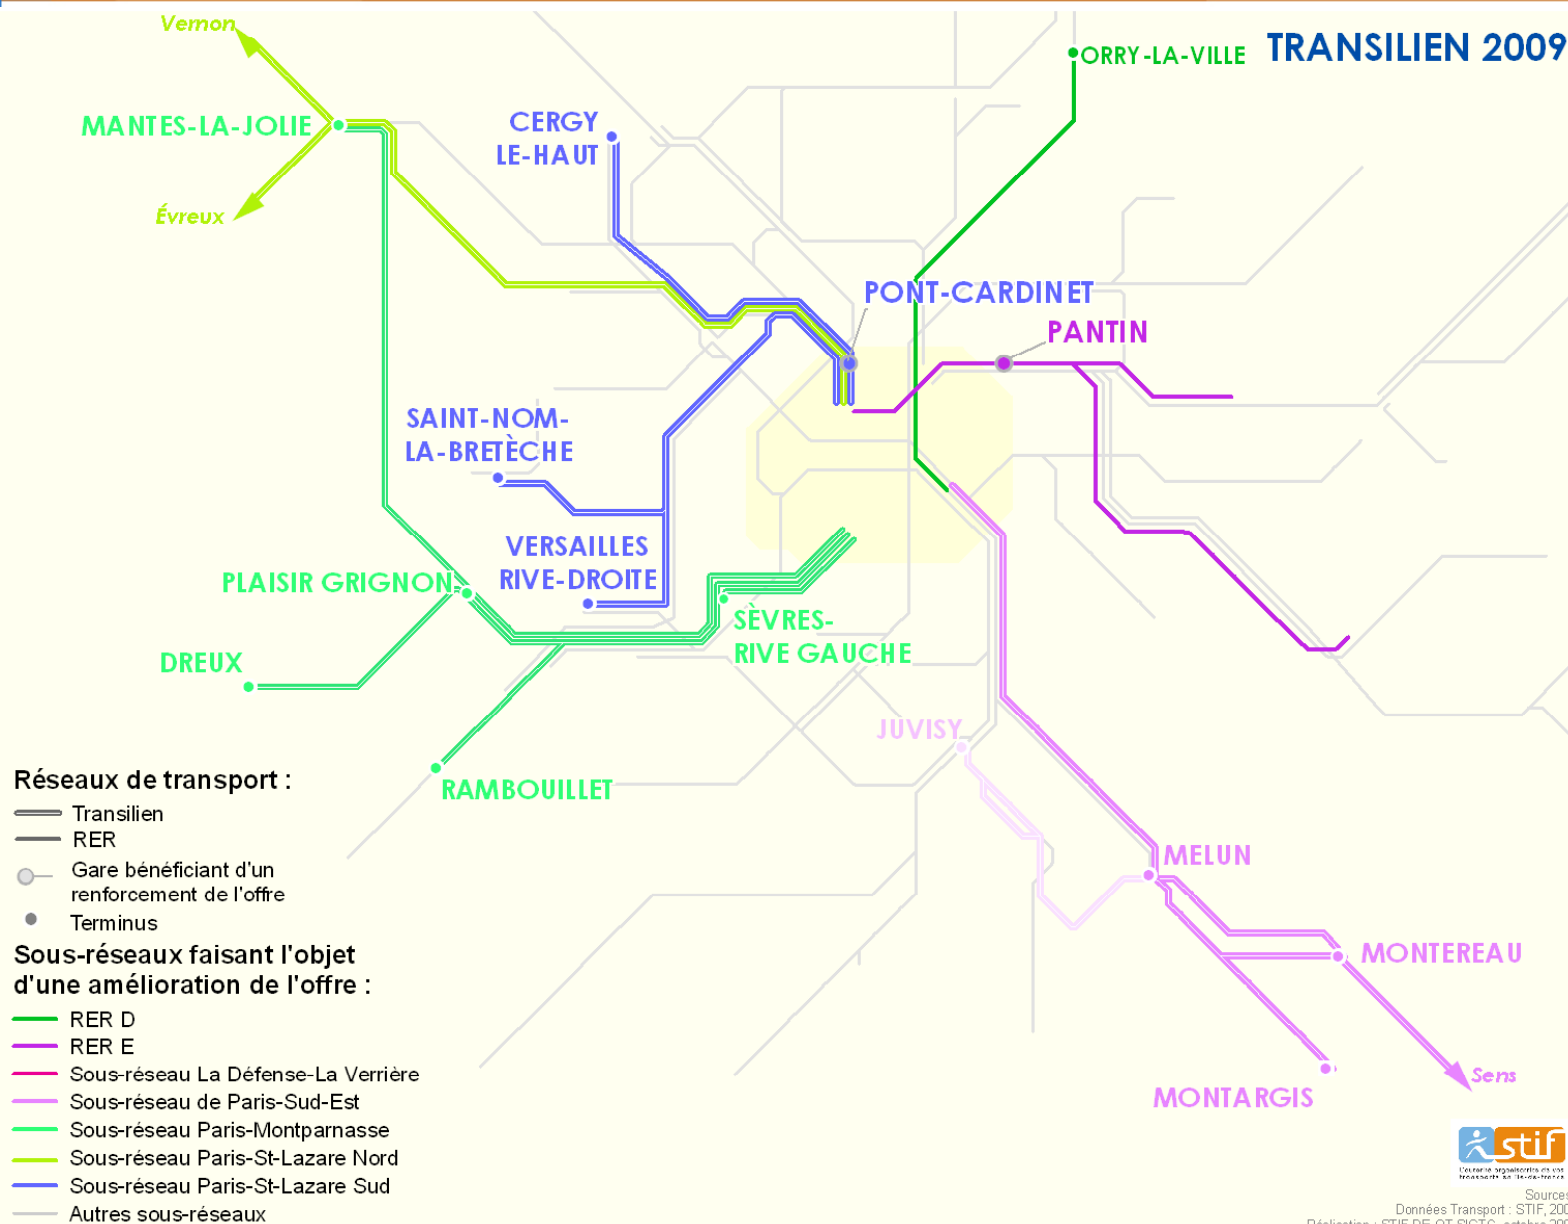 Vernon
ORRY-LA-VILLE
TRANSILIEN 2009
MANTES-LA-JOLIE
CERGY
LE-HAUT
Évreux
PONT-CARDINET
PANTIN
SAINT-NOM-
LA-BRETÈCHE
VERSAILLES
RIVE-DROITE
PLAISIR GRIGNON
SÈVRES-
RIVE GAUCHE
DREUX
JUVISY
RAMBOUILLET
MELUN
MONTEREAU
Sens
MONTARGIS
Réseaux de transport :
Transilien
RER
Gare bénéficiant d'un
renforcement de l'offre
Terminus
Sous-réseaux faisant l'objet
d'une amélioration de l'offre :
RER D
RER E
Sous-réseau La Défense-La Verrière
Sous-réseau de Paris-Sud-Est
Sous-réseau Paris-Montparnasse
Sous-réseau Paris-St-Lazare Nord
Sous-réseau Paris-St-Lazare Sud
Autres sous-réseaux
stif
Sources
Données Transport : STIF, 200